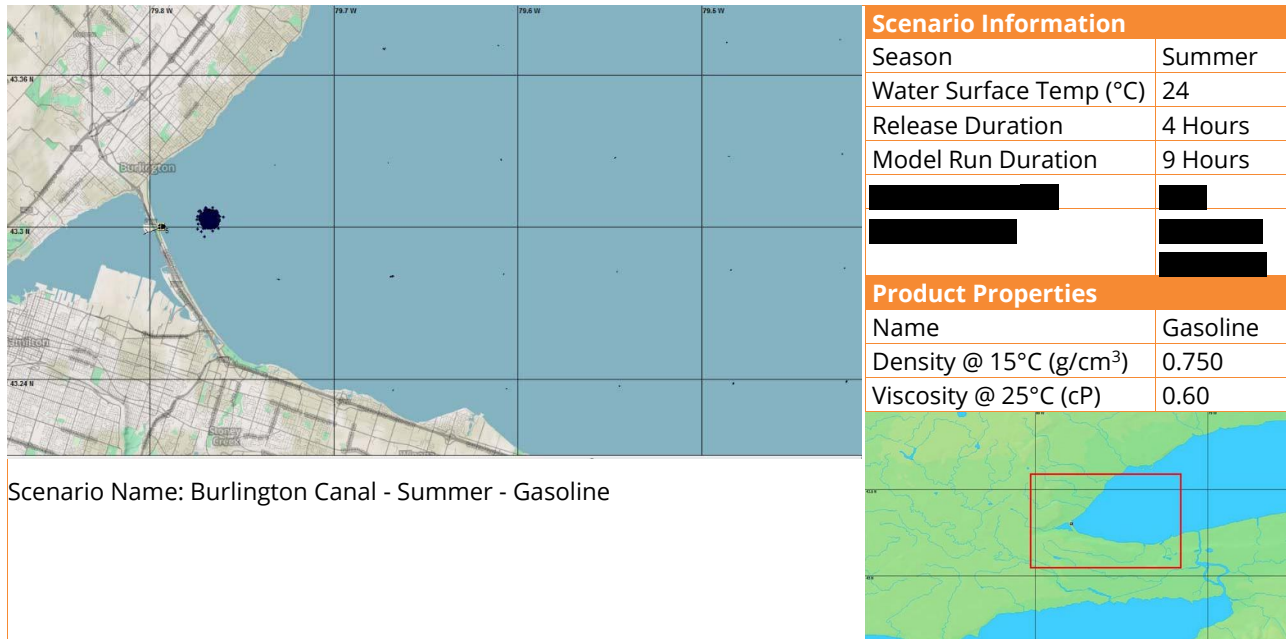 79.8 W 79.7 W 79.6 W 79.5 W
43.36 N
Burlington
43.3 N
amilton
43.24 N
Stoney
Creek
Scenario Name: Burlington Canal - Summer - Gasoline
Scenario Information
Season Summer
Water Surface Temp (°C) 24
Release Duration 4 Hours
Model Run Duration 9 Hours
Product Properties
Name Gasoline
Density @ 15°C (g/cm³) 0.750
Viscosity @ 25°C (cP) 0.60